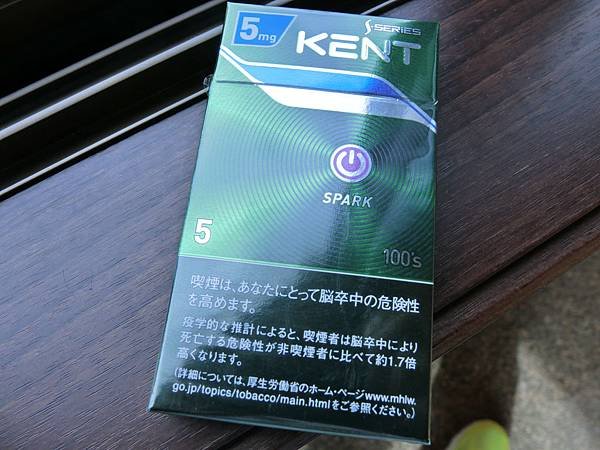 5mg
S-SERIES
KENT
SPARK
5
100's
喫煙は、あなたにとって脳卒中の危険性
を高めます。
疫学的な推計によると、喫煙者は脳卒中により
死亡する危険性が非喫煙者に比べて約1.7倍
高くなります。
(詳細については、厚生労働省のホーム・ページwww.mhlw.
go.jp/topics/tobacco/main.htmlをご参照ください。)